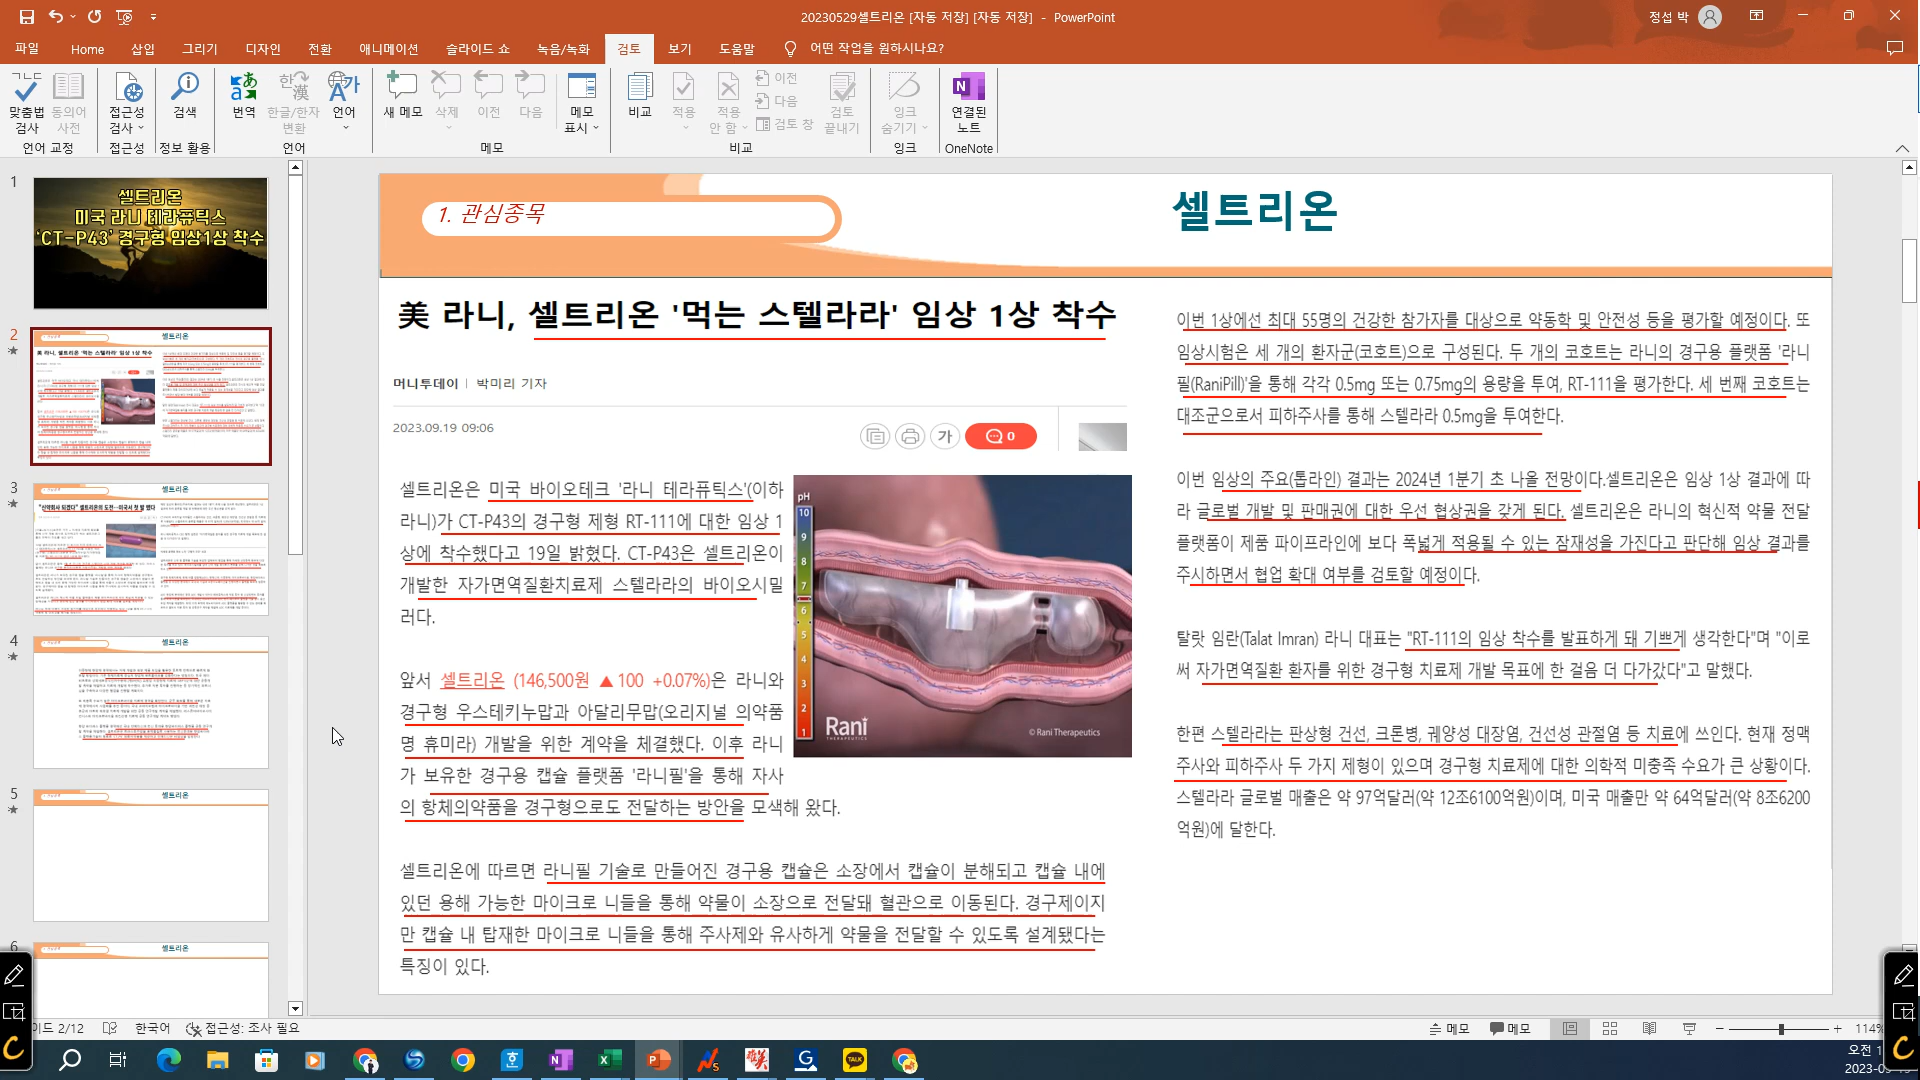 20230529셀트리온 [자동 저장] [자동 저장] - PowerPoint
정섭 박
파일 Home 삽입 그리기 디자인 전환 애니메이션 슬라이드 쇼 녹음/녹화 검토 보기 도움말 어떤 작업을 원하시나요?
맞춤법 검사
동의어 사전
언어 교정
접근성 검사
접근성
검색
정보 활용
번역
한글/한자 변환
언어
언어
새 메모
삭제
이전
다음
메모 표시
메모
비교
적용
적용 안 함
이전
다음
검토 창
검토 끝내기
비교
잉크 숨기기
잉크
연결된 노트
OneNote
1
셀트리온
미국 라니 테라퓨틱스
'CT-P43' 경구형 임상1상 착수
2
3
4
5
6
1. 관심종목
셀트리온
美 라니, 셀트리온 '먹는 스텔라라' 임상 1상 착수
머니투데이 | 박미리 기자
2023.09.19 09:06
가
0
셀트리온은 미국 바이오테크 '라니 테라퓨틱스'(이하
라니)가 CT-P43의 경구형 제형 RT-111에 대한 임상 1
상에 착수했다고 19일 밝혔다. CT-P43은 셀트리온이
개발한 자가면역질환치료제 스텔라라의 바이오시밀
러다.
앞서 셀트리온 (146,500원 ▲100 +0.07%)은 라니와
경구형 우스테키누맙과 아달리무맙(오리지널 의약품
명 휴미라) 개발을 위한 계약을 체결했다. 이후 라니
가 보유한 경구용 캡슐 플랫폼 '라니필'을 통해 자사
의 항체의약품을 경구형으로도 전달하는 방안을 모색해 왔다.
셀트리온에 따르면 라니필 기술로 만들어진 경구용 캡슐은 소장에서 캡슐이 분해되고 캡슐 내에
있던 용해 가능한 마이크로 니들을 통해 약물이 소장으로 전달돼 혈관으로 이동된다. 경구제이지
만 캡슐 내 탑재한 마이크로 니들을 통해 주사제와 유사하게 약물을 전달할 수 있도록 설계됐다는
특징이 있다.
pH
10
9
8
7
6
5
4
3
2
1
Rani
THERAPEUTICS
© Rani Therapeutics
이번 1상에선 최대 55명의 건강한 참가자를 대상으로 약동학 및 안전성 등을 평가할 예정이다. 또
임상시험은 세 개의 환자군(코호트)으로 구성된다. 두 개의 코호트는 라니의 경구용 플랫폼 '라니
필(RaniPill)'을 통해 각각 0.5mg 또는 0.75mg의 용량을 투여, RT-111을 평가한다. 세 번째 코호트는
대조군으로서 피하주사를 통해 스텔라라 0.5mg을 투여한다.
이번 임상의 주요(톱라인) 결과는 2024년 1분기 초 나올 전망이다.셀트리온은 임상 1상 결과에 따
라 글로벌 개발 및 판매권에 대한 우선 협상권을 갖게 된다. 셀트리온은 라니의 혁신적 약물 전달
플랫폼이 제품 파이프라인에 보다 폭넓게 적용될 수 있는 잠재성을 가진다고 판단해 임상 결과를
주시하면서 협업 확대 여부를 검토할 예정이다.
탈랏 임란(Talat Imran) 라니 대표는 "RT-111의 임상 착수를 발표하게 돼 기쁘게 생각한다"며 "이로
써 자가면역질환 환자를 위한 경구형 치료제 개발 목표에 한 걸음 더 다가갔다"고 말했다.
한편 스텔라라는 판상형 건선, 크론병, 궤양성 대장염, 건선성 관절염 등 치료에 쓰인다. 현재 정맥
주사와 피하주사 두 가지 제형이 있으며 경구형 치료제에 대한 의학적 미충족 수요가 큰 상황이다.
스텔라라 글로벌 매출은 약 97억달러(약 12조6100억원)이며, 미국 매출만 약 64억달러(약 8조6200
억원)에 달한다.
이드 2/12 한국어 접근성: 조사 필요
메모 메모 114%
오전 1